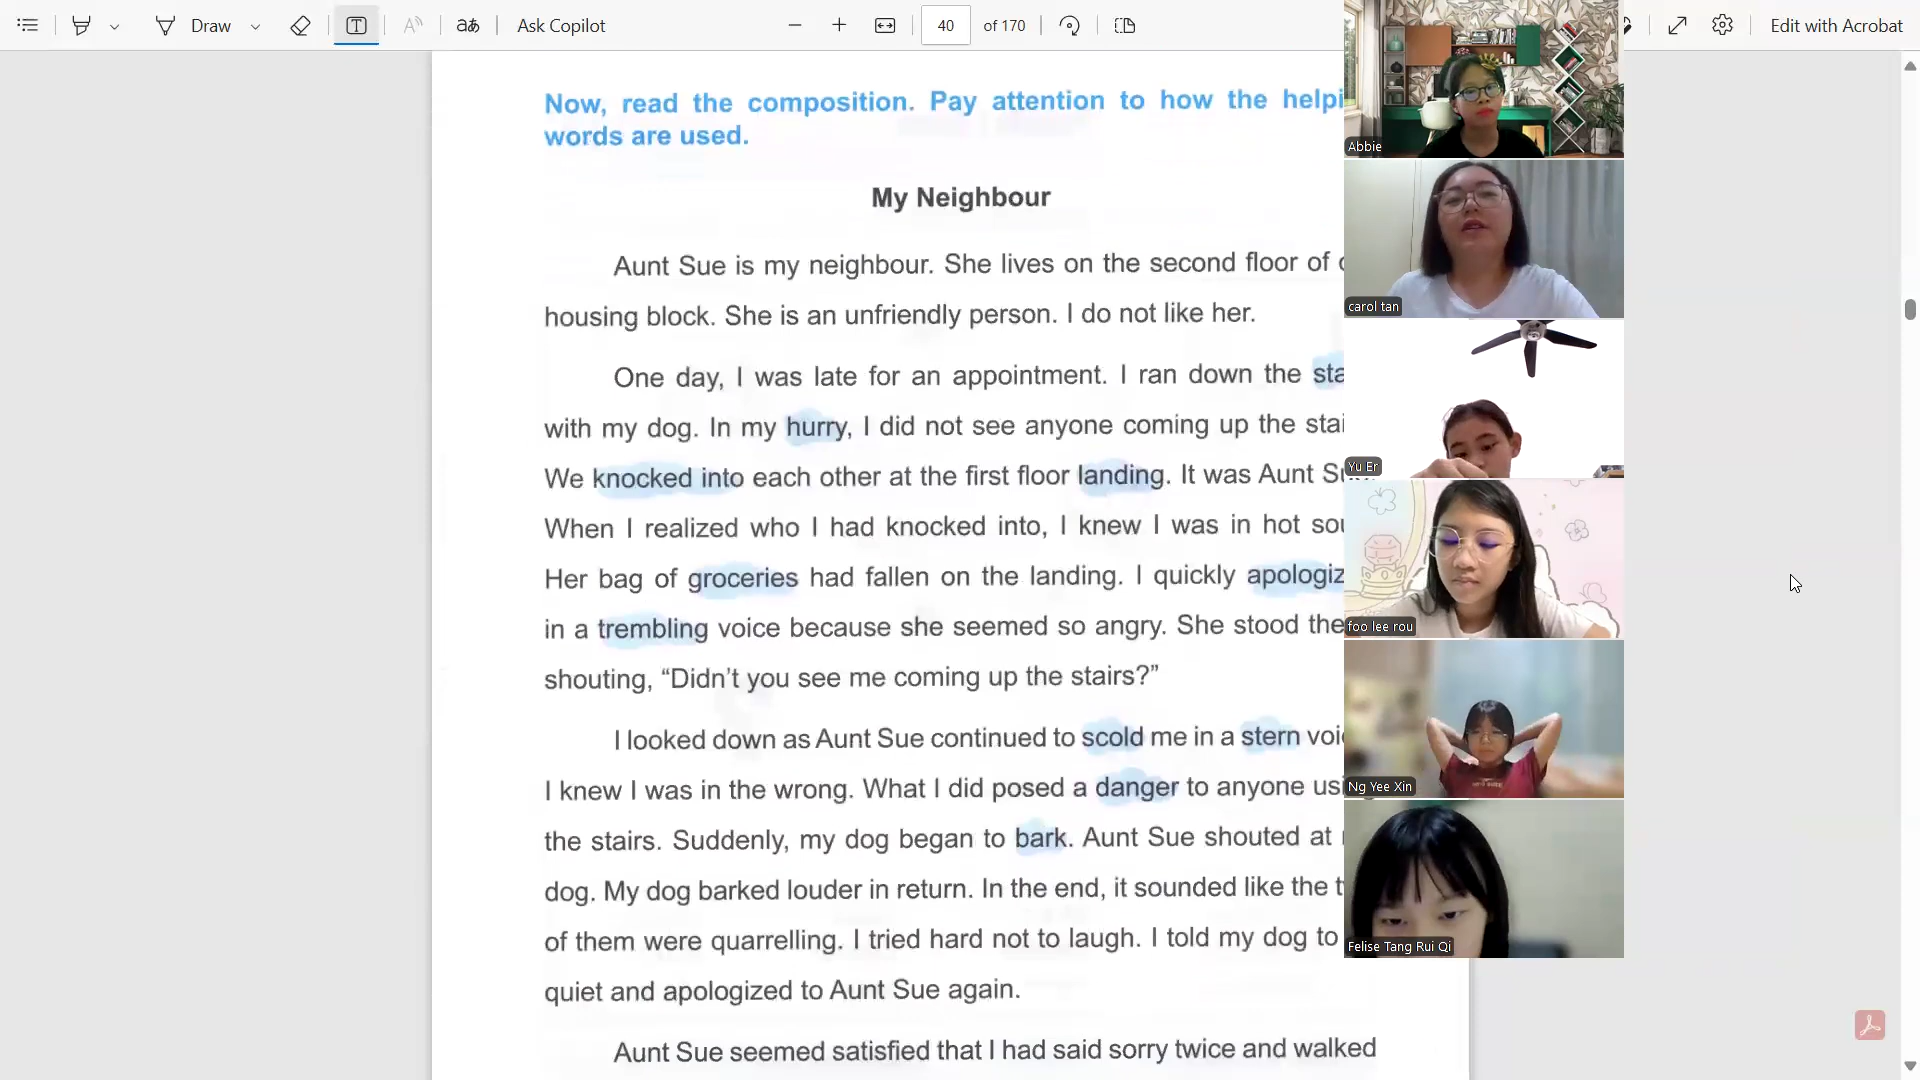 Draw
Ask Copilot
40
of 170
Edit with Acrobat
Now, read the composition. Pay attention to how the helpi
words are used.
My Neighbour
Aunt Sue is my neighbour. She lives on the second floor of
housing block. She is an unfriendly person. I do not like her.
One day, I was late for an appointment. I ran down the sta
with my dog. In my hurry, I did not see anyone coming up the stai
We knocked into each other at the first floor landing. It was Aunt Su
When I realized who I had knocked into, I knew I was in hot sou
Her bag of groceries had fallen on the landing. I quickly apologiz
in a trembling voice because she seemed so angry. She stood the
shouting, “Didn’t you see me coming up the stairs?”
I looked down as Aunt Sue continued to scold me in a stern voi
I knew I was in the wrong. What I did posed a danger to anyone usi
the stairs. Suddenly, my dog began to bark. Aunt Sue shouted at
dog. My dog barked louder in return. In the end, it sounded like the t
of them were quarrelling. I tried hard not to laugh. I told my dog to
quiet and apologized to Aunt Sue again.
Aunt Sue seemed satisfied that I had said sorry twice and walked
Abbie
carol tan
Yu Er
foo lee rou
Ng Yee Xin
Felise Tang Rui Qi